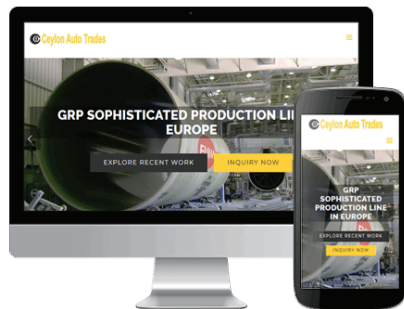 Ceylon Auto Trades
GRP SOPHISTICATED PRODUCTION LIN
EUROPE
EXPLORE RECENT WORK
INQUIRY NOW
Ceylon Auto Trades
GRP
SOPHISTICATED
PRODUCTION LINE
IN EUROPE
EXPLORE RECENT WORK
INQUIRY NOW